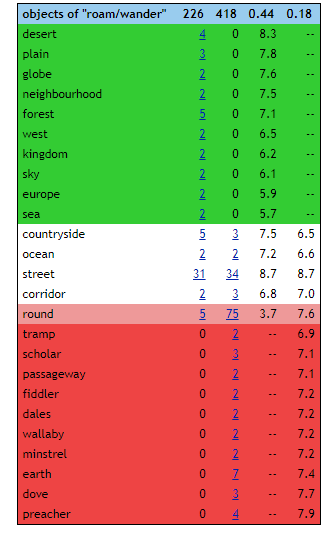 objects of "roam/wander" 226 418 0.44 0.18
desert 4 0 8.3 --
plain 3 0 7.8 --
globe 2 0 7.6 --
neighbourhood 2 0 7.5 --
forest 5 0 7.1 --
west 2 0 6.5 --
kingdom 2 0 6.2 --
sky 2 0 6.1 --
europe 2 0 5.9 --
sea 2 0 5.7 --
countryside 5 3 7.5 6.5
ocean 2 2 7.2 6.6
street 31 34 8.7 8.7
corridor 2 3 6.8 7.0
round 5 75 3.7 7.6
tramp 0 2 -- 6.9
scholar 0 3 -- 7.1
passageway 0 2 -- 7.1
fiddler 0 2 -- 7.2
dales 0 2 -- 7.2
wallaby 0 2 -- 7.2
minstrel 0 2 -- 7.2
earth 0 7 -- 7.4
dove 0 3 -- 7.7
preacher 0 4 -- 7.9